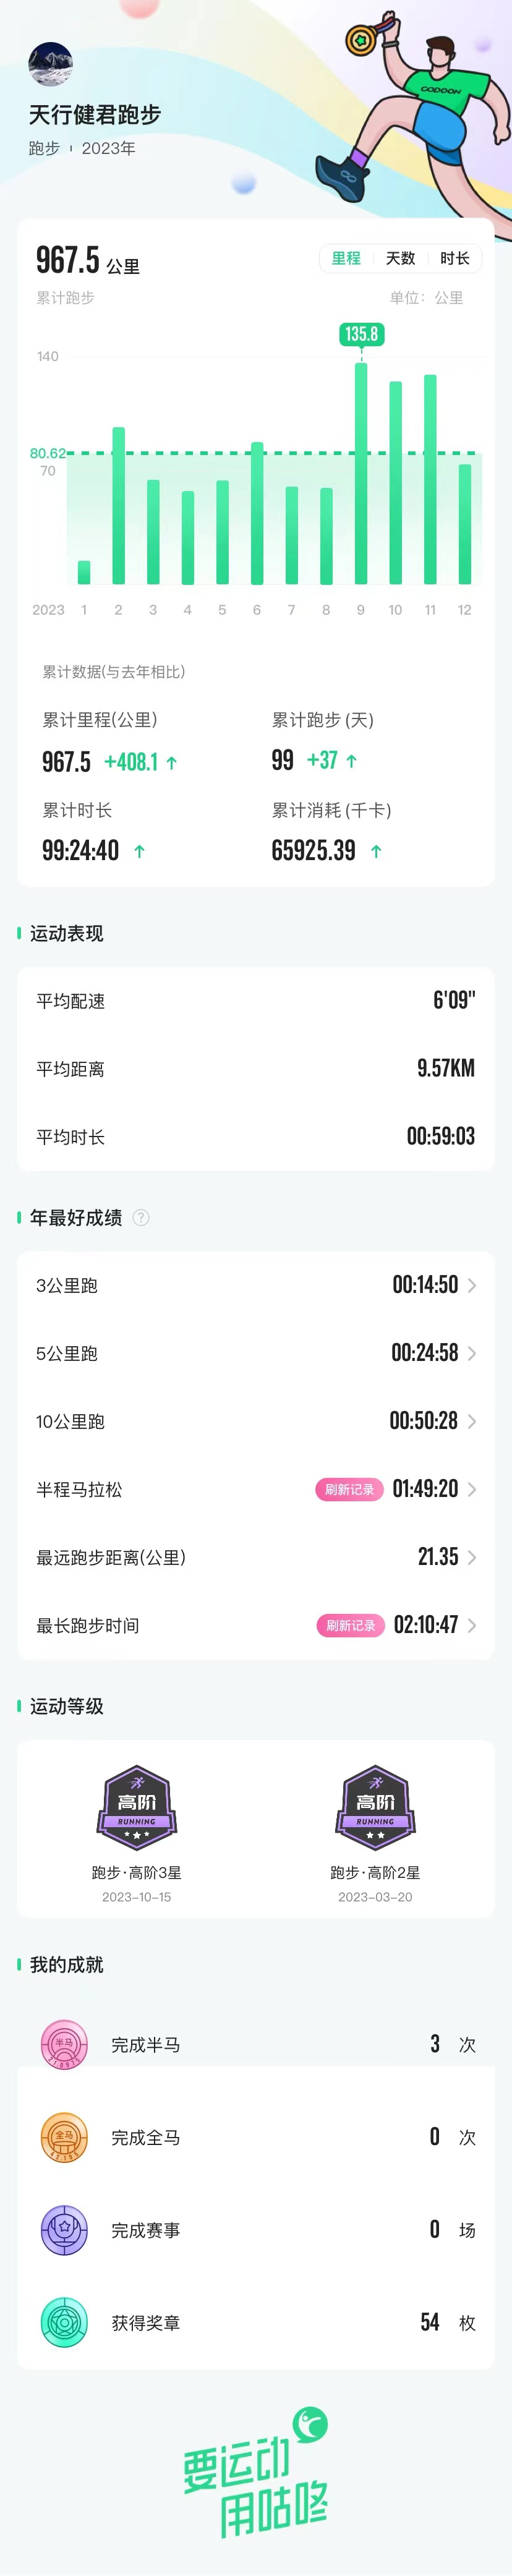 CODOON
天行健君跑步
跑步 2023年
967.5 公里
里程 天数 时长
累计跑步 单位：公里
135.8
140
80.62
70
2023 1 2 3 4 5 6 7 8 9 10 11 12
累计数据(与去年相比)
累计里程(公里) 累计跑步(天)
967.5 +408.1 ↑ 99 +37 ↑
累计时长 累计消耗(千卡)
99:24:40 ↑ 65925.39 ↑
运动表现
平均配速 6'09"
平均距离 9.57KM
平均时长 00:59:03
年最好成绩 ?
3公里跑 00:14:50
5公里跑 00:24:58
10公里跑 00:50:28
半程马拉松 刷新记录 01:49:20
最远跑步距离(公里) 21.35
最长跑步时间 刷新记录 02:10:47
运动等级
高阶 高阶
RUNNING RUNNING
跑步·高阶3星 跑步·高阶2星
2023-10-15 2023-03-20
我的成就
半马
21.0975
完成半马 3 次
全马
42.195
完成全马 0 次
完成赛事 0 场
获得奖章 54 枚
要运动
用咕咚